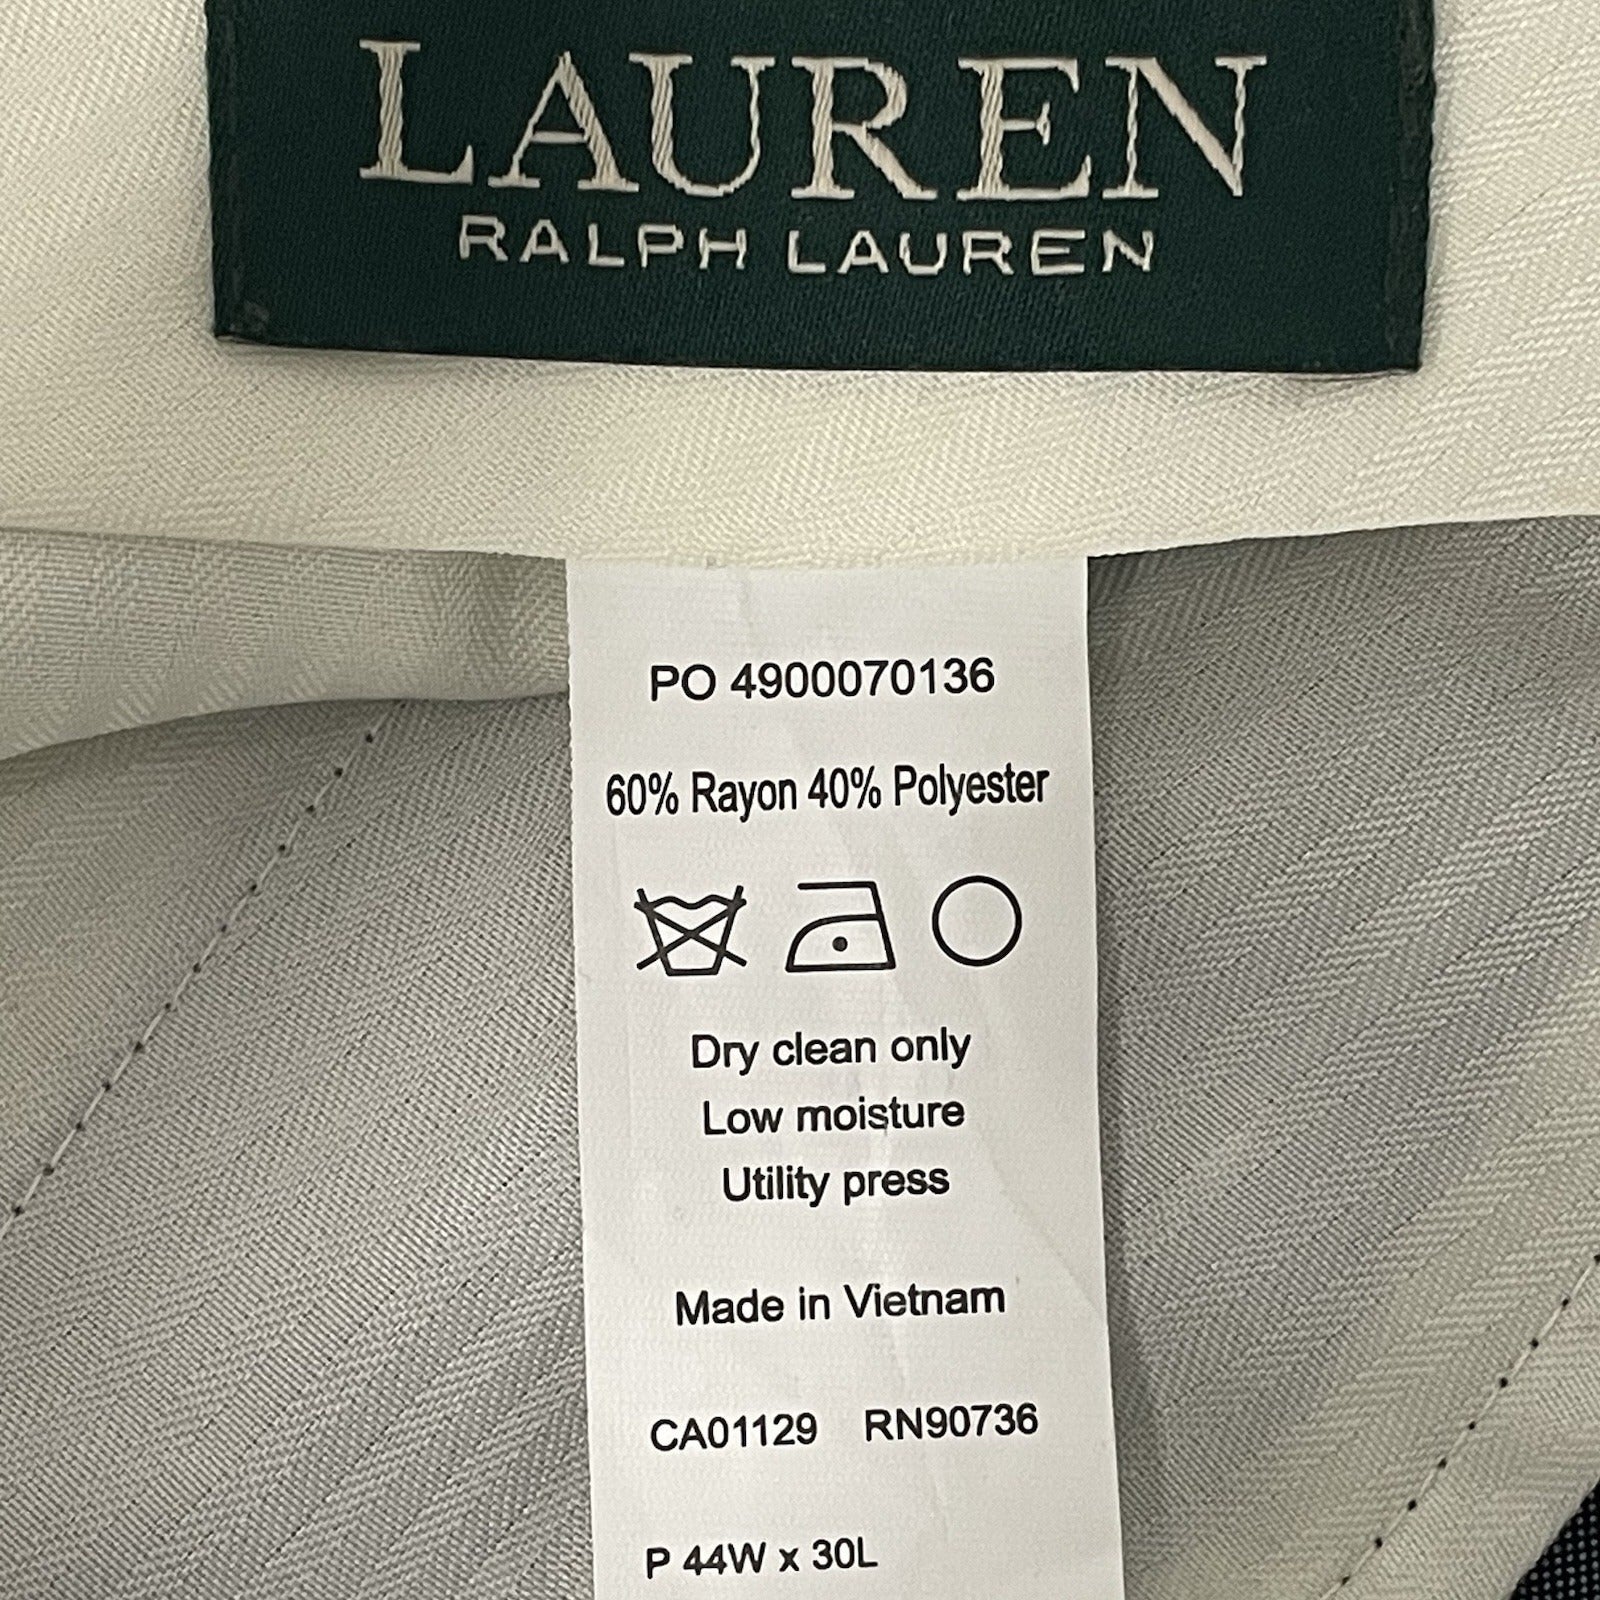 LAUREN
RALPH LAUREN
PO 4900070136
60% Rayon 40% Polyester
Dry clean only
Low moisture
Utility press
Made in Vietnam
CA01129 RN90736
P 44W x 30L